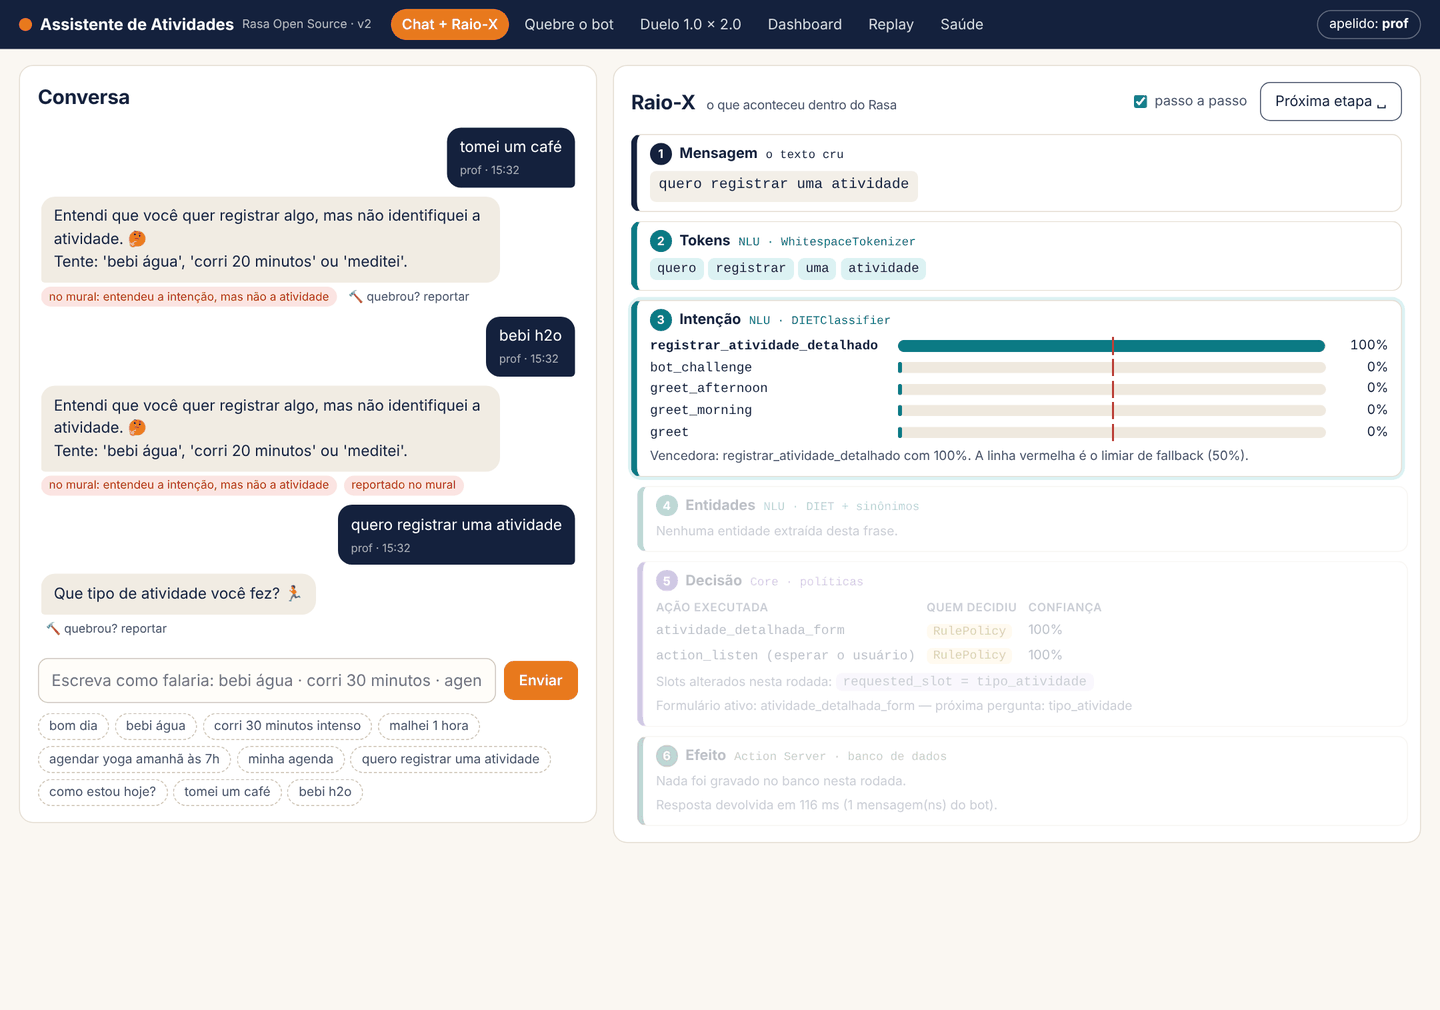 Assistente de Atividades Rasa Open Source · v2 Chat + Raio-X Quebre o bot Duelo 1.0 × 2.0 Dashboard Replay Saúde apelido: prof
Conversa
tomei um café
prof · 15:32
Entendi que você quer registrar algo, mas não identifiquei a
atividade. 🤔
Tente: 'bebi água', 'corri 20 minutos' ou 'meditei'.
no mural: entendeu a intenção, mas não a atividade 🔨 quebrou? reportar
bebi h2o
prof · 15:32
Entendi que você quer registrar algo, mas não identifiquei a
atividade. 🤔
Tente: 'bebi água', 'corri 20 minutos' ou 'meditei'.
no mural: entendeu a intenção, mas não a atividade reportado no mural
quero registrar uma atividade
prof · 15:32
Que tipo de atividade você fez? 🏃
🔨 quebrou? reportar
Escreva como falaria: bebi água · corri 30 minutos · agen Enviar
bom dia bebi água corri 30 minutos intenso malhei 1 hora
agendar yoga amanhã às 7h minha agenda quero registrar uma atividade
como estou hoje? tomei um café bebi h2o
Raio-X o que aconteceu dentro do Rasa passo a passo Próxima etapa ␣
1 Mensagem o texto cru
quero registrar uma atividade
2 Tokens NLU · WhitespaceTokenizer
quero registrar uma atividade
3 Intenção NLU · DIETClassifier
registrar_atividade_detalhado 100%
bot_challenge 0%
greet_afternoon 0%
greet_morning 0%
greet 0%
Vencedora: registrar_atividade_detalhado com 100%. A linha vermelha é o limiar de fallback (50%).
4 Entidades NLU · DIET + sinônimos
Nenhuma entidade extraída desta frase.
5 Decisão Core · políticas
AÇÃO EXECUTADA QUEM DECIDIU CONFIANÇA
atividade_detalhada_form RulePolicy 100%
action_listen (esperar o usuário) RulePolicy 100%
Slots alterados nesta rodada: requested_slot = tipo_atividade
Formulário ativo: atividade_detalhada_form — próxima pergunta: tipo_atividade
6 Efeito Action Server · banco de dados
Nada foi gravado no banco nesta rodada.
Resposta devolvida em 116 ms (1 mensagem(ns) do bot).